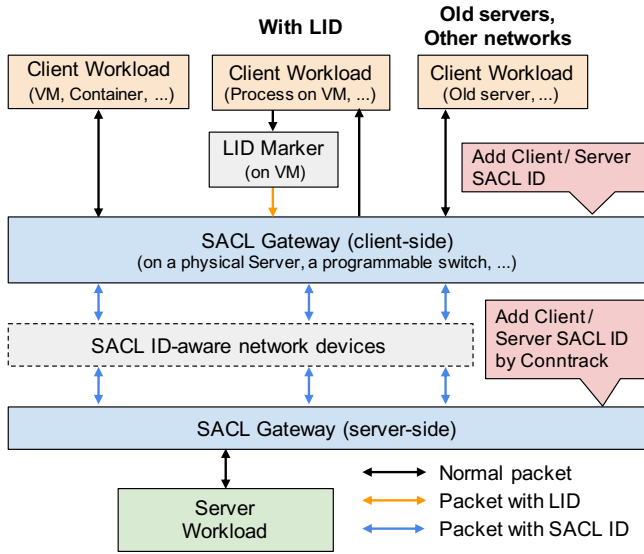 With LID
Old servers,
Other networks
Client Workload
(VM, Container, ...)
Client Workload
(Process on VM, ...)
Client Workload
(Old server, ...)
LID Marker
(on VM)
Add Client / Server
SACL ID
SACL Gateway (client-side)
(on a physical Server, a programmable switch, ...)
SACL ID-aware network devices
Add Client /
Server SACL ID
by Conntrack
SACL Gateway (server-side)
Server
Workload
Normal packet
Packet with LID
Packet with SACL ID